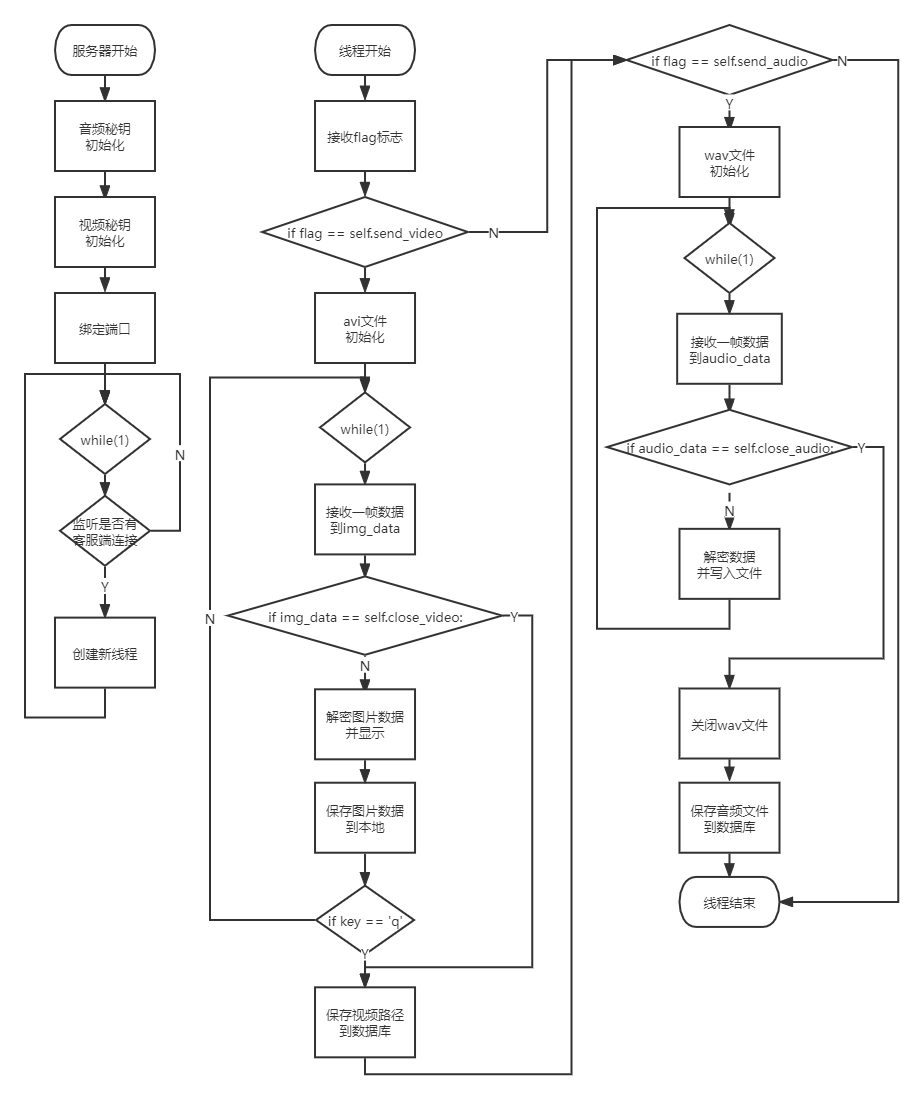 服务器开始
音频秘钥
初始化
视频秘钥
初始化
绑定端口
while(1)
N
监听是否有
客服端连接
Y
创建新线程
线程开始
接收flag标志
if flag == self.send_video
N
avi文件
初始化
while(1)
接收一帧数据
到img_data
if img_data == self.close_video:
Y
N
N
解密图片数据
并显示
保存图片数据
到本地
if key == 'q'
Y
保存视频路径
到数据库
if flag == self.send_audio
N
Y
wav文件
初始化
while(1)
接收一帧数据
到audio_data
if audio_data == self.close_audio:
Y
N
解密数据
并写入文件
关闭wav文件
保存音频文件
到数据库
线程结束